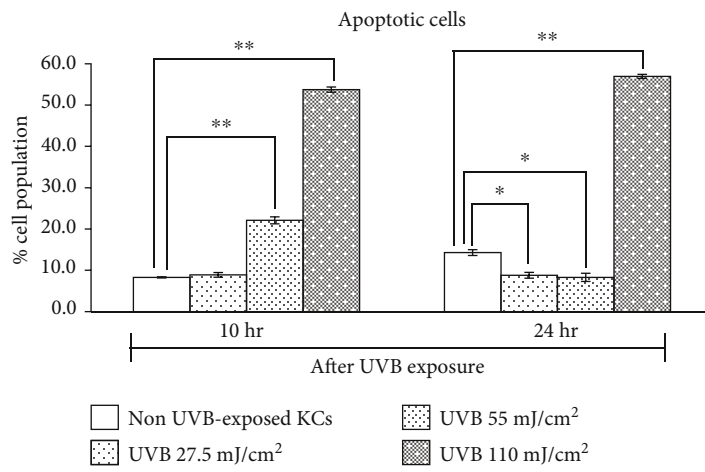 Apoptotic cells
% cell population
60.0
50.0
40.0
30.0
20.0
10.0
0.0
**
**
**
*
*
10 hr
24 hr
After UVB exposure
Non UVB-exposed KCs
UVB 27.5 mJ/cm²
UVB 55 mJ/cm²
UVB 110 mJ/cm²